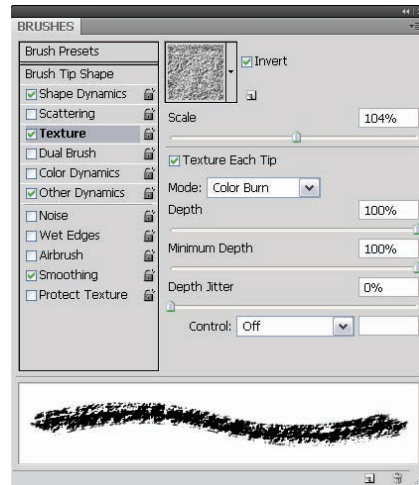 BRUSHES
Brush Presets
Brush Tip Shape
Shape Dynamics
Scattering
Texture
Dual Brush
Color Dynamics
Other Dynamics
Noise
Wet Edges
Airbrush
Smoothing
Protect Texture
Invert
Scale 104%
Texture Each Tip
Mode: Color Burn
Depth 100%
Minimum Depth 100%
Depth Jitter 0%
Control: Off